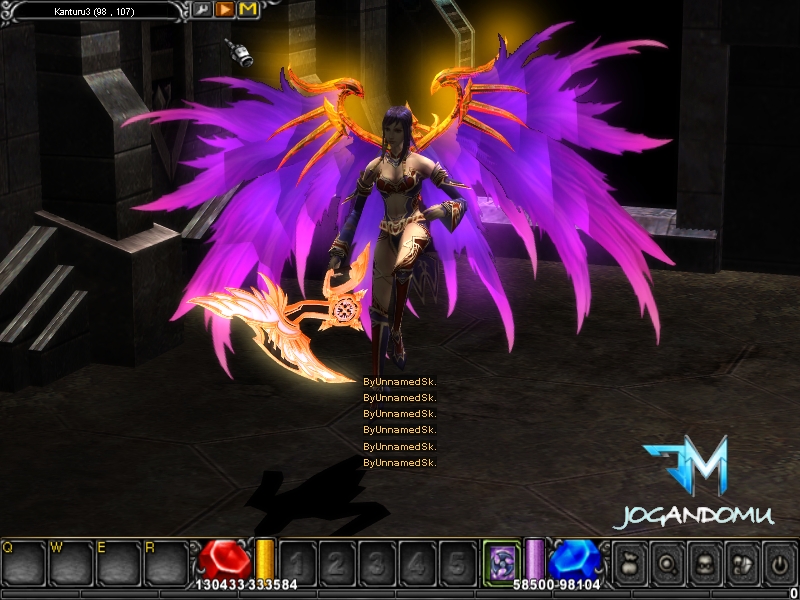 Kanturu3 (98 , 107)
M
ByUnnamedSk.
ByUnnamedSk.
ByUnnamedSk.
ByUnnamedSk.
ByUnnamedSk.
ByUnnamedSk.
JM
JOGANDOMU
Q W E R 1 2 3 4 5
130433 333584 58500 98104
0